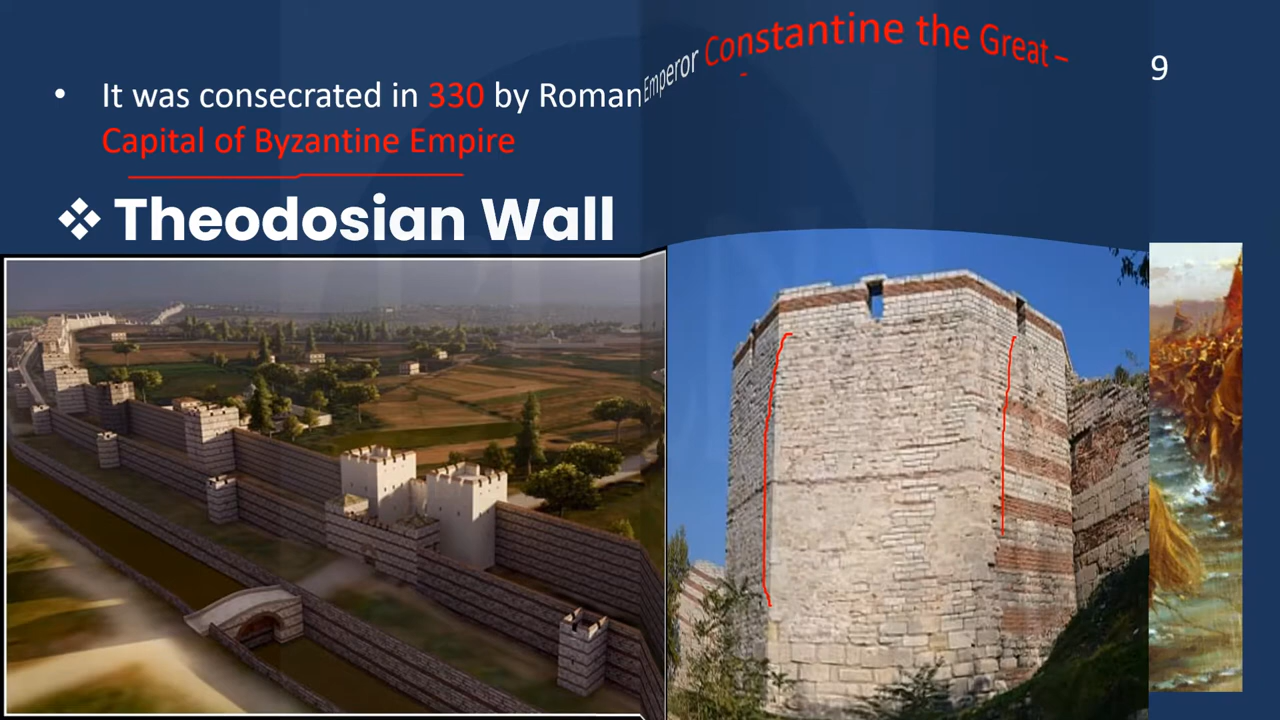 9
• It was consecrated in 330 by Roman Emperor Constantine the Great –
Capital of Byzantine Empire
❖ Theodosian Wall